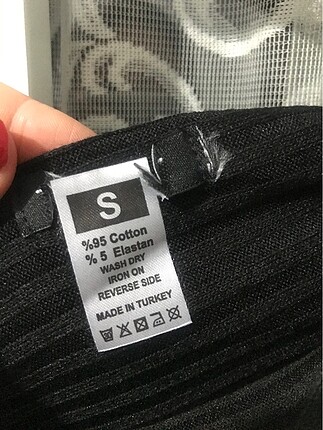 S
%95 Cotton
% 5 Elastan
WASH DRY
IRON ON
REVERSE SIDE
MADE IN TURKEY